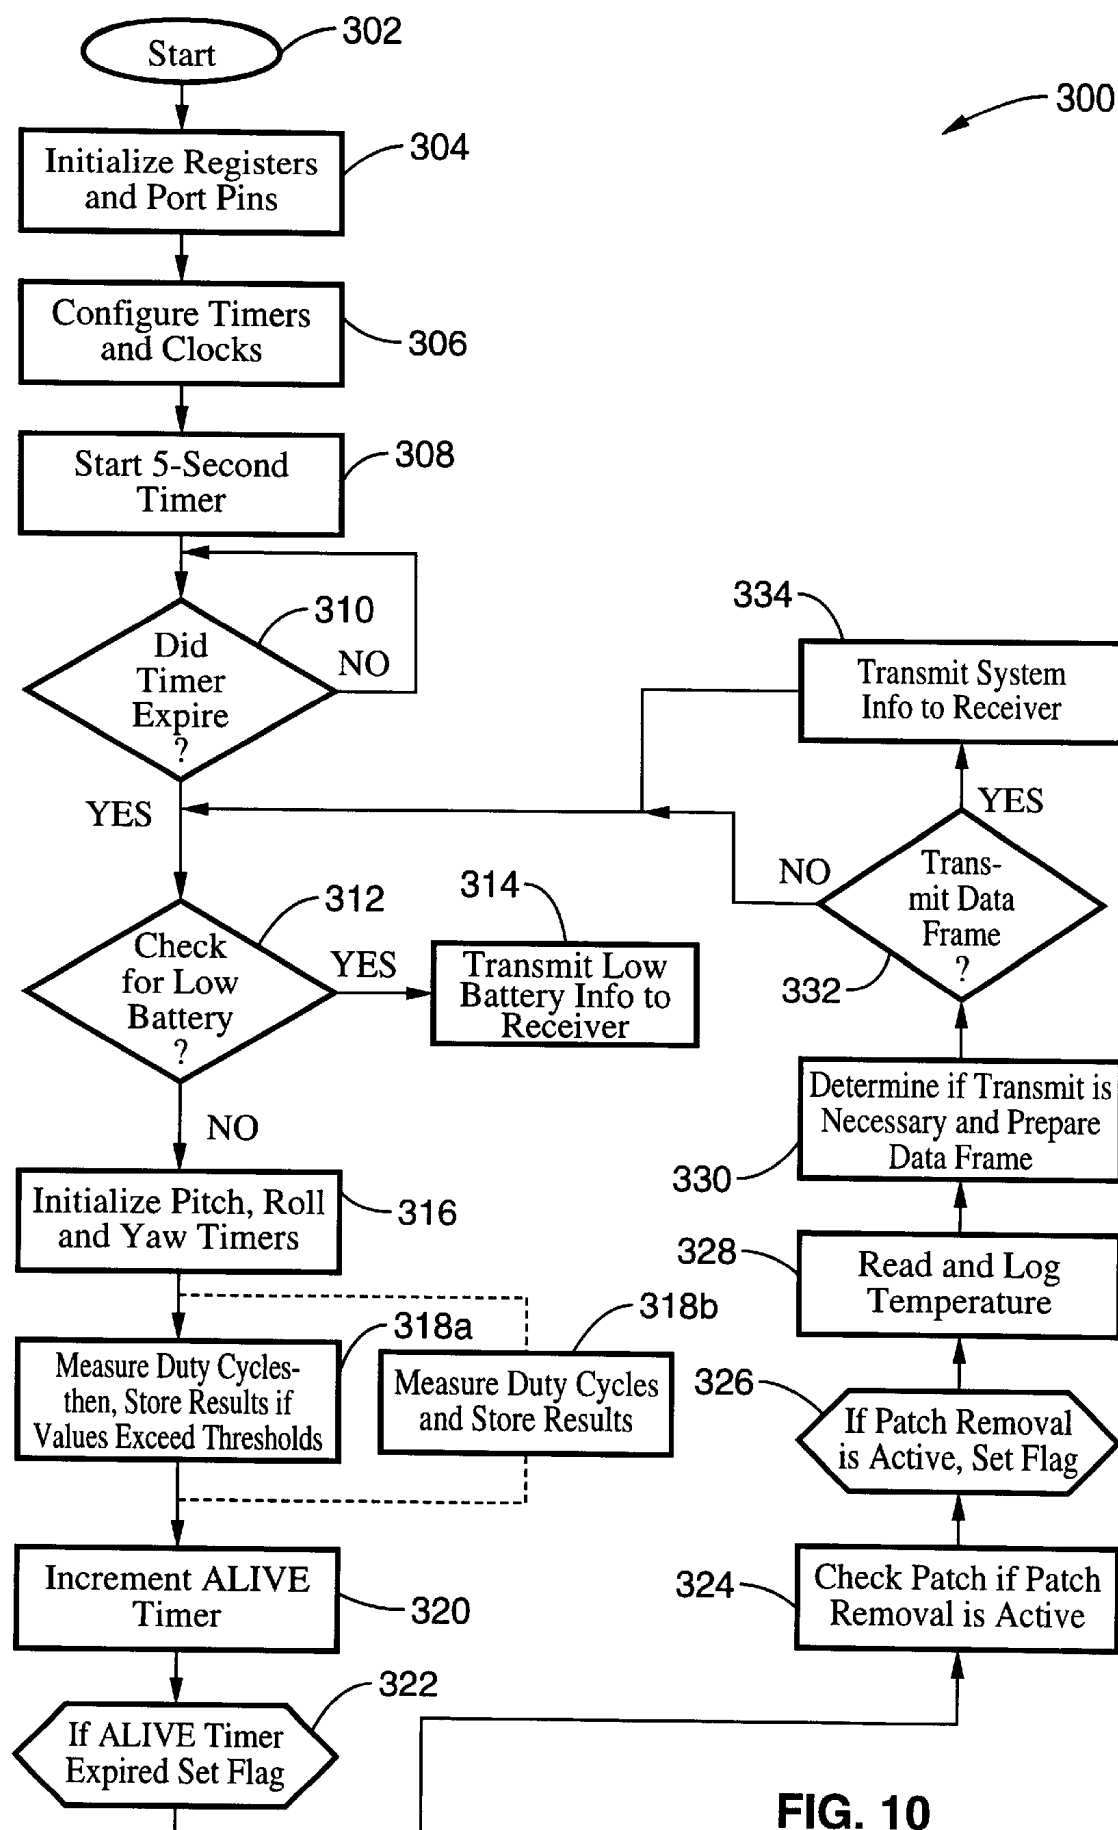 Start
302
300
Initialize Registers
and Port Pins
304
Configure Timers
and Clocks
306
Start 5-Second
Timer
308
Did
Timer
Expire
?
310
NO
YES
Check
for Low
Battery
?
312
YES
NO
314
Transmit Low
Battery Info to
Receiver
Initialize Pitch, Roll
and Yaw Timers
316
318a
Measure Duty Cycles-
then, Store Results if
Values Exceed Thresholds
318b
Measure Duty Cycles
and Store Results
Increment ALIVE
Timer
320
322
If ALIVE Timer
Expired Set Flag
324
Check Patch if Patch
Removal is Active
326
If Patch Removal
is Active, Set Flag
328
Read and Log
Temperature
330
Determine if Transmit is
Necessary and Prepare
Data Frame
332
Trans-
mit Data
Frame
?
NO
YES
334
Transmit System
Info to Receiver
FIG. 10